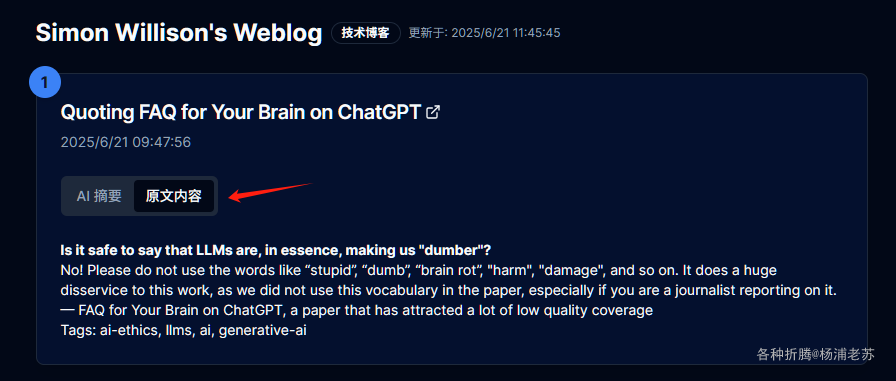 Simon Willison's Weblog 技术博客 更新于: 2025/6/21 11:45:45
1
Quoting FAQ for Your Brain on ChatGPT
2025/6/21 09:47:56
AI 摘要 原文内容
Is it safe to say that LLMs are, in essence, making us "dumber"?
No! Please do not use the words like “stupid”, “dumb”, “brain rot”, "harm", "damage", and so on. It does a huge
disservice to this work, as we did not use this vocabulary in the paper, especially if you are a journalist reporting on it.
— FAQ for Your Brain on ChatGPT, a paper that has attracted a lot of low quality coverage
Tags: ai-ethics, llms, ai, generative-ai
各种折腾@杨浦老苏